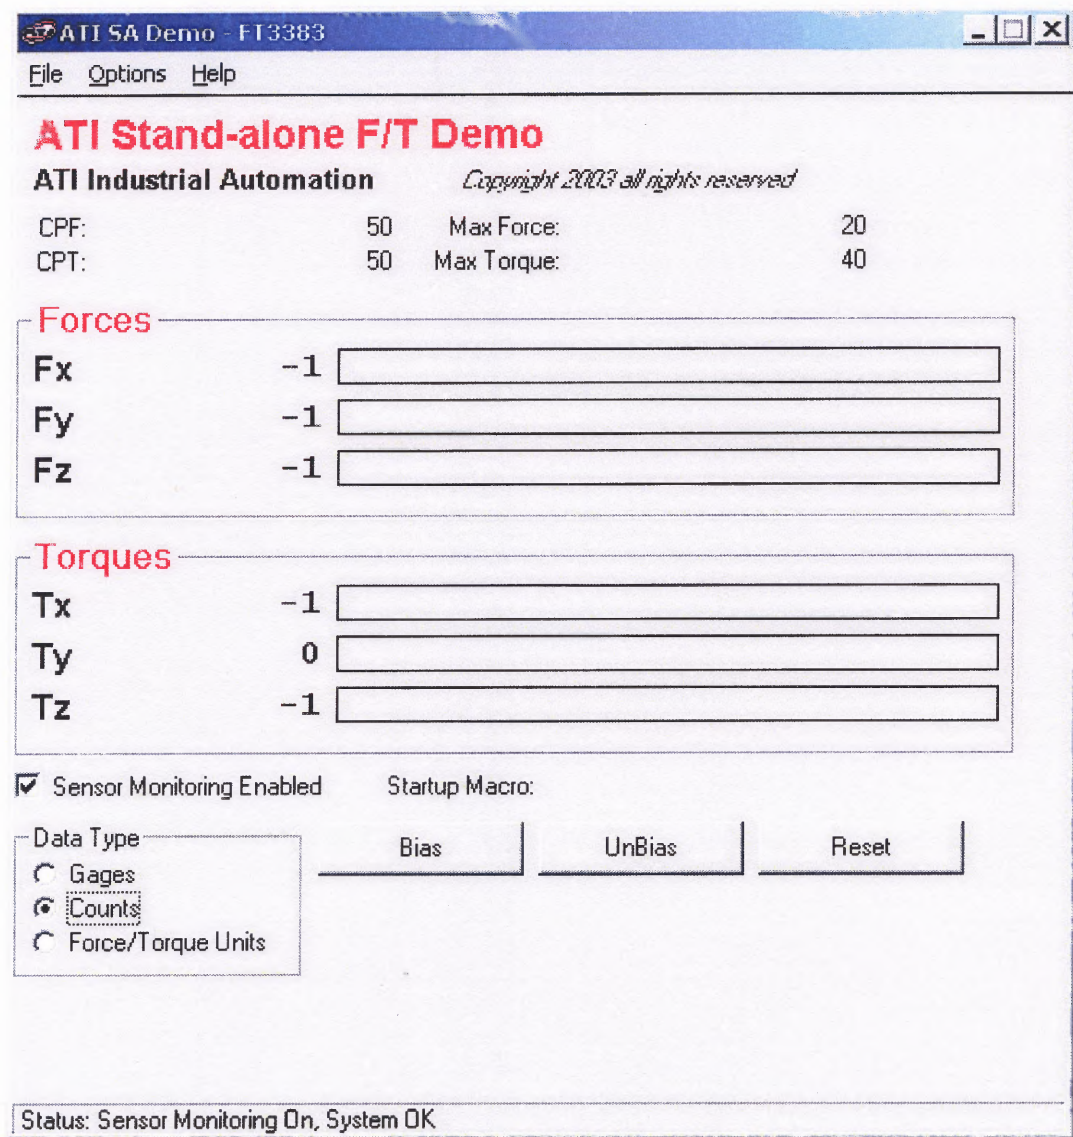 ATI SA Demo - FT3383
File Options Help
ATI Stand-alone F/T Demo
ATI Industrial Automation Copyright 2003 all rights reserved
CPF: 50 Max Force: 20
CPT: 50 Max Torque: 40
Forces
Fx -1
Fy -1
Fz -1
Torques
Tx -1
Ty 0
Tz -1
Sensor Monitoring Enabled Startup Macro:
Data Type
Bias UnBias Reset
Gages
Counts
Force/Torque Units
Status: Sensor Monitoring On, System OK